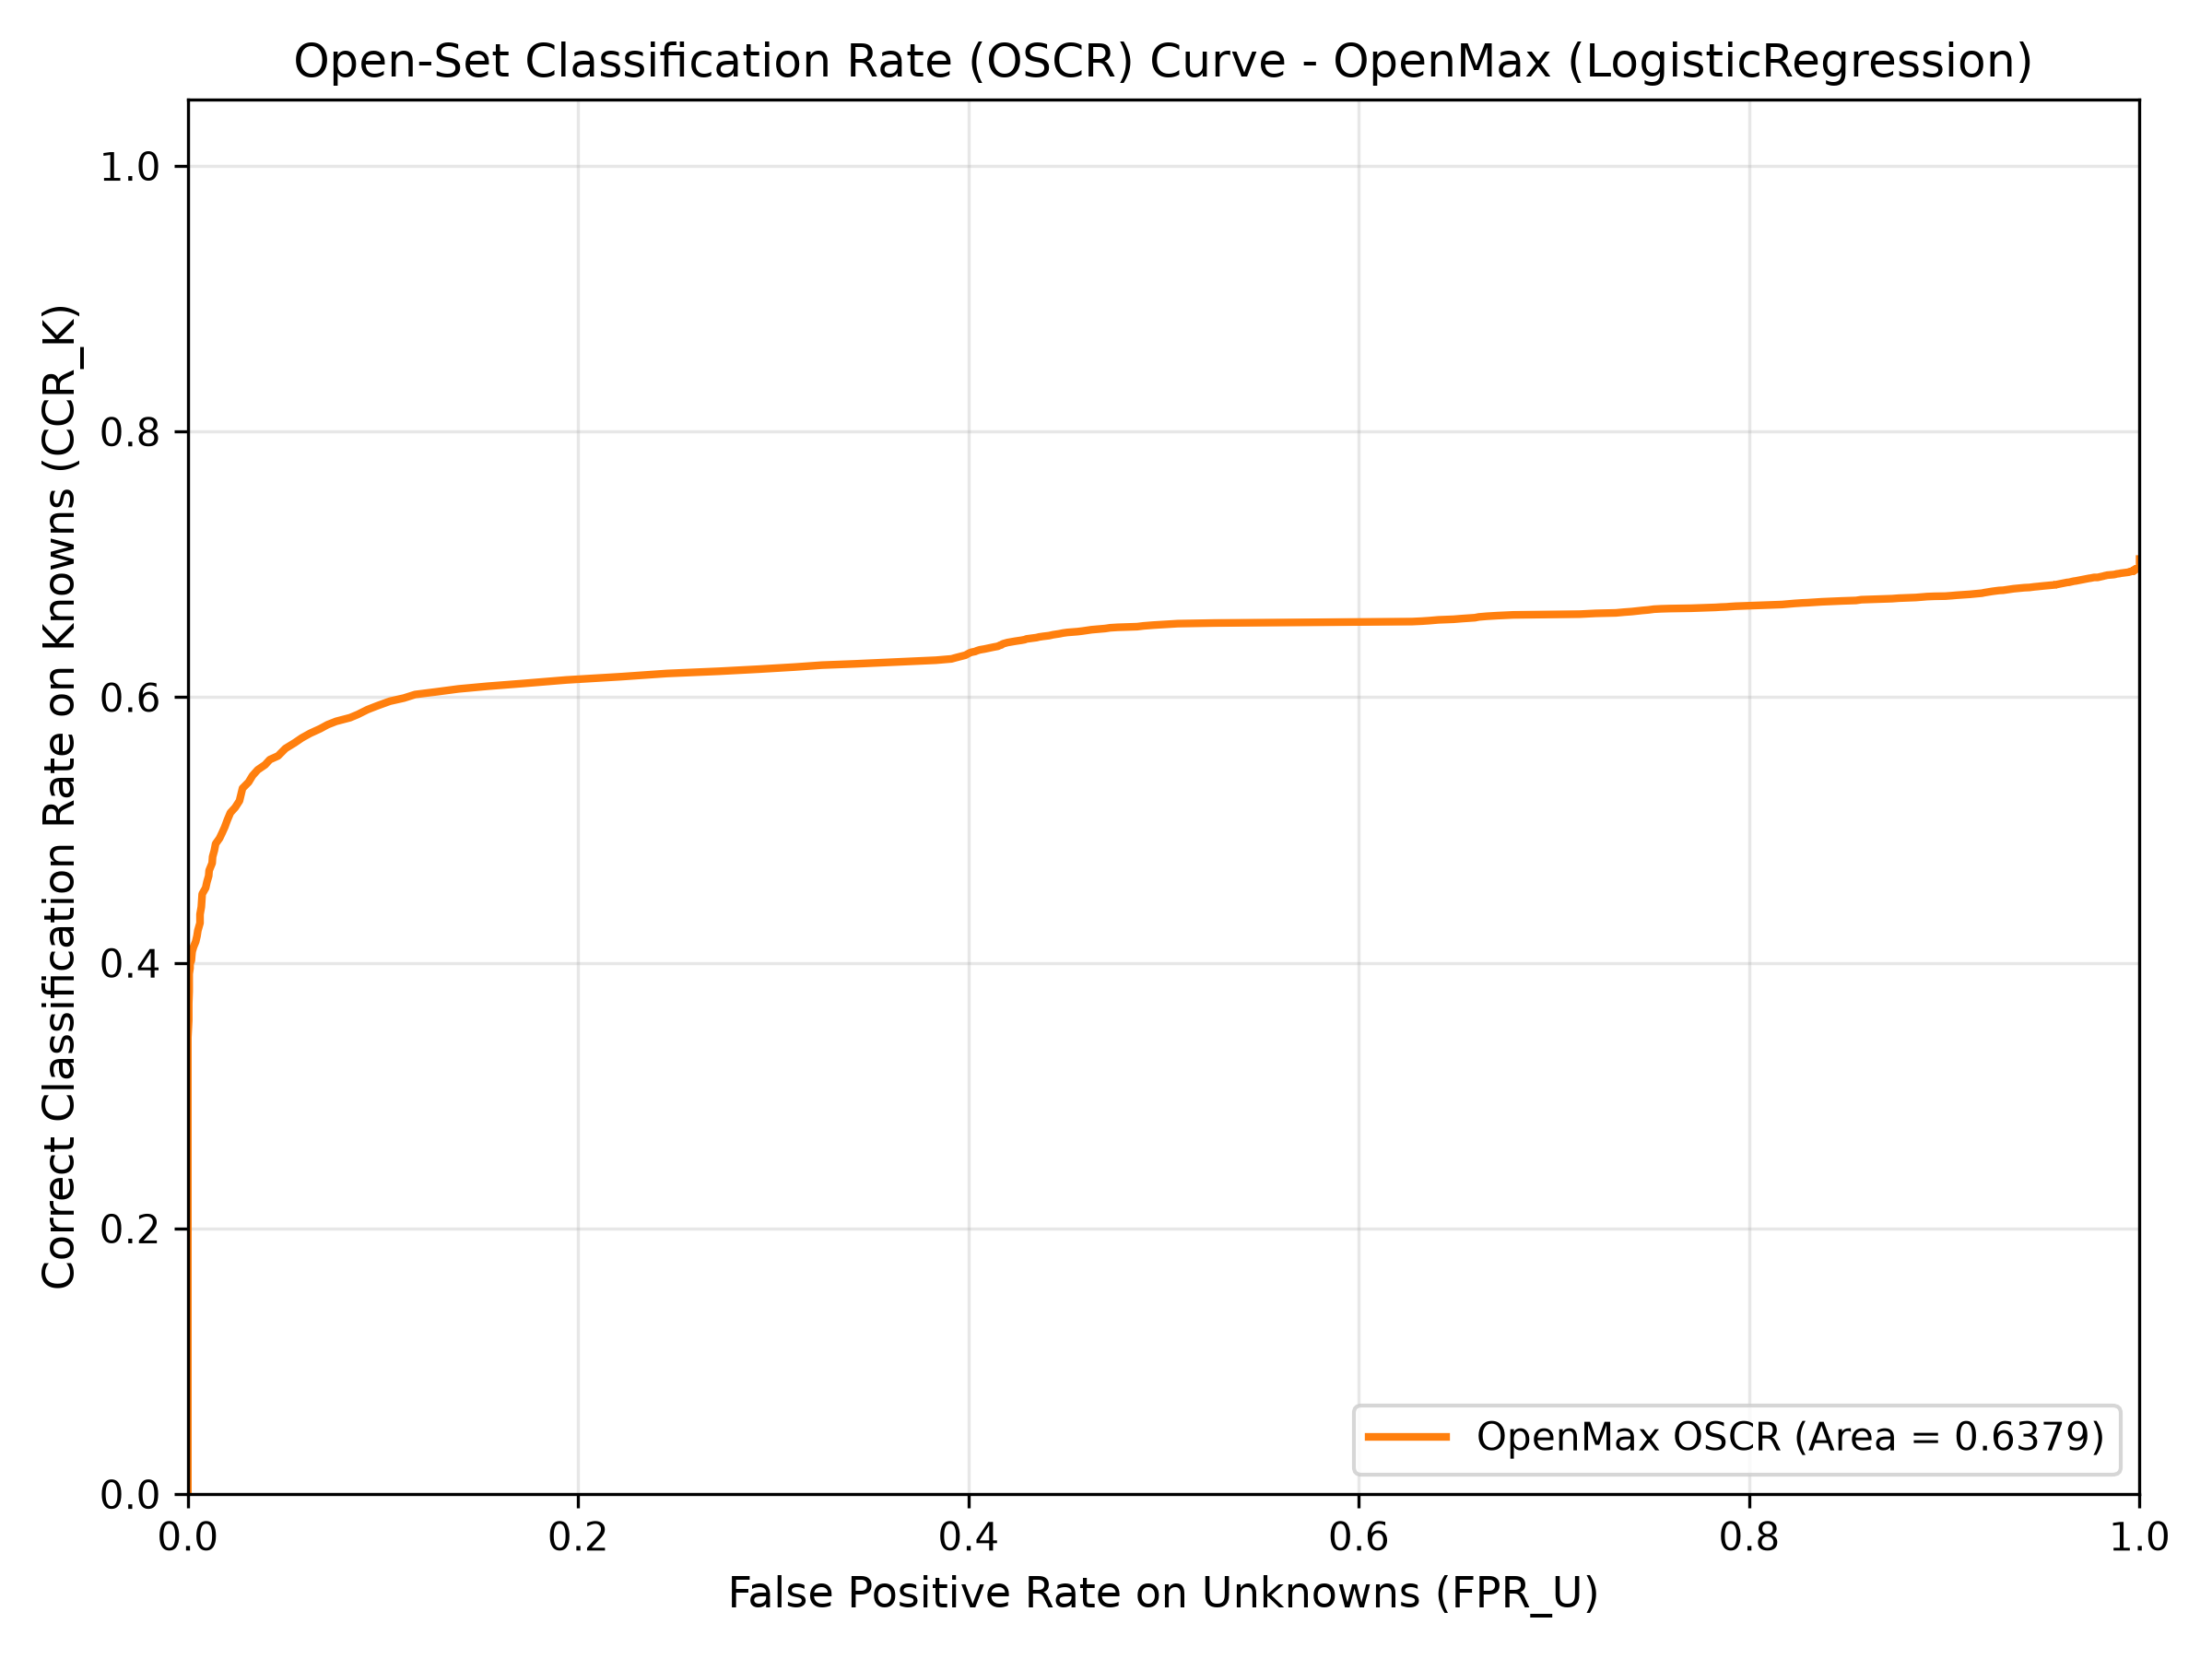 Open-Set Classification Rate (OSCR) Curve - OpenMax (LogisticRegression)
Correct Classification Rate on Knowns (CCR_K)
1.0
0.8
0.6
0.4
0.2
0.0
OpenMax OSCR (Area = 0.6379)
0.0 0.2 0.4 0.6 0.8 1.0
False Positive Rate on Unknowns (FPR_U)